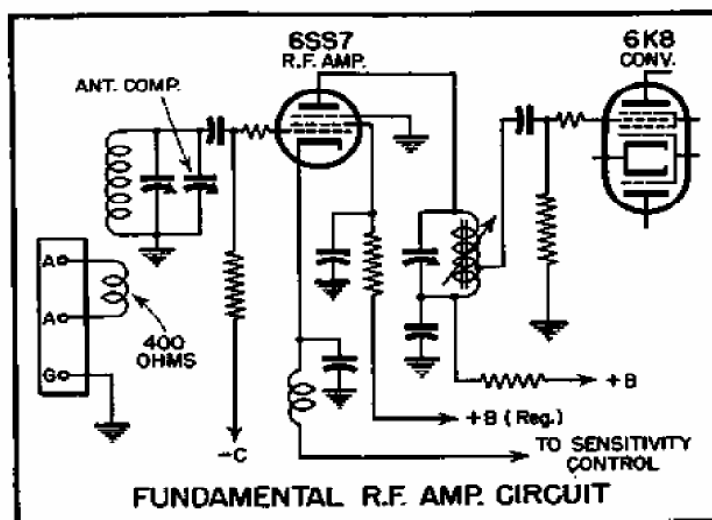 6SS7
R.F. AMP.
6K8
CONV.
ANT. COMP.
A
A
G
400
OHMS
-C
+B
+B (Reg.)
TO SENSITIVITY
CONTROL
FUNDAMENTAL R.F. AMP. CIRCUIT